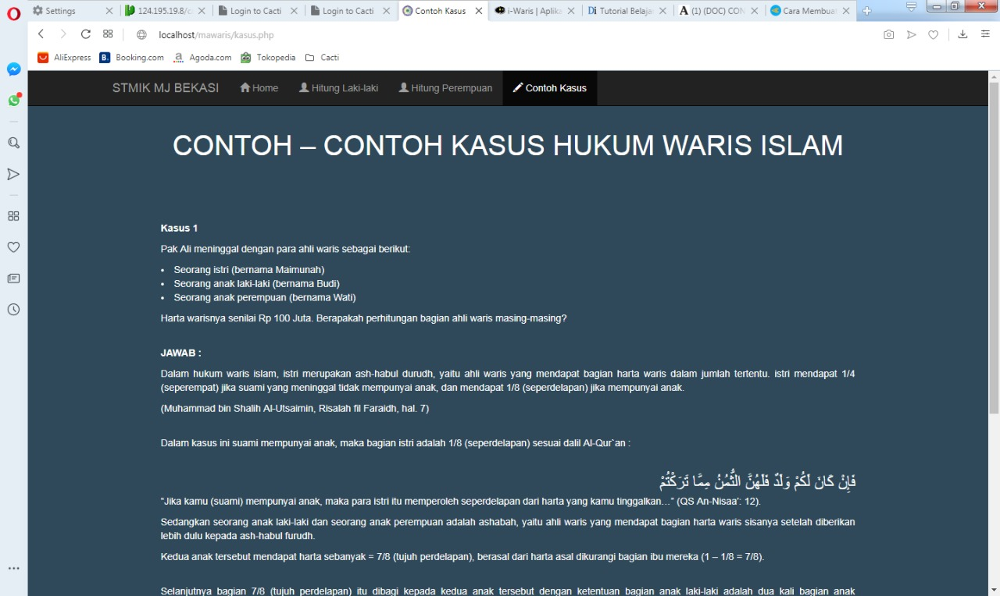 Settings
124.195.19.8/c
Login to Cacti
Login to Cacti
Contoh Kasus
i-Waris | Aplika
Di Tutorial Belajar
A (1) (DOC) CON
Cara Membuat
localhost/mawaris/kasus.php
AliExpress
B. Booking.com
a Agoda.com
Tokopedia
Cacti
STMIK MJ BEKASI
Home
Hitung Laki-laki
Hitung Perempuan
Contoh Kasus
CONTOH – CONTOH KASUS HUKUM WARIS ISLAM
Kasus 1
Pak Ali meninggal dengan para ahli waris sebagai berikut:
• Seorang istri (bernama Maimunah)
• Seorang anak laki-laki (bernama Budi)
• Seorang anak perempuan (bernama Wati)
Harta warisnya senilai Rp 100 Juta. Berapakah perhitungan bagian ahli waris masing-masing?
JAWAB :
Dalam hukum waris islam, istri merupakan ash-habul durudh, yaitu ahli waris yang mendapat bagian harta waris dalam jumlah tertentu. istri mendapat 1/4
(seperempat) jika suami yang meninggal tidak mempunyai anak, dan mendapat 1/8 (seperdelapan) jika mempunyai anak.
(Muhammad bin Shalih Al-Utsaimin, Risalah fil Faraidh, hal. 7)
Dalam kasus ini suami mempunyai anak, maka bagian istri adalah 1/8 (seperdelapan) sesuai dalil Al-Qur`an :
فَإِنْ كَانَ لَكُمْ وَلَدٌ فَلَهُنَّ الثُّمُنُ مِمَّا تَرَكْتُمْ
“Jika kamu (suami) mempunyai anak, maka para istri itu memperoleh seperdelapan dari harta yang kamu tinggalkan…” (QS An-Nisaa’: 12).
Sedangkan seorang anak laki-laki dan seorang anak perempuan adalah ashabah, yaitu ahli waris yang mendapat bagian harta waris sisanya setelah diberikan
lebih dulu kepada ash-habul furudh.
Kedua anak tersebut mendapat harta sebanyak = 7/8 (tujuh perdelapan), berasal dari harta asal dikurangi bagian ibu mereka (1 – 1/8 = 7/8).
Selanjutnya bagian 7/8 (tujuh perdelapan) itu dibagi kepada kedua anak tersebut dengan ketentuan bagian anak laki-laki adalah dua kali bagian anak